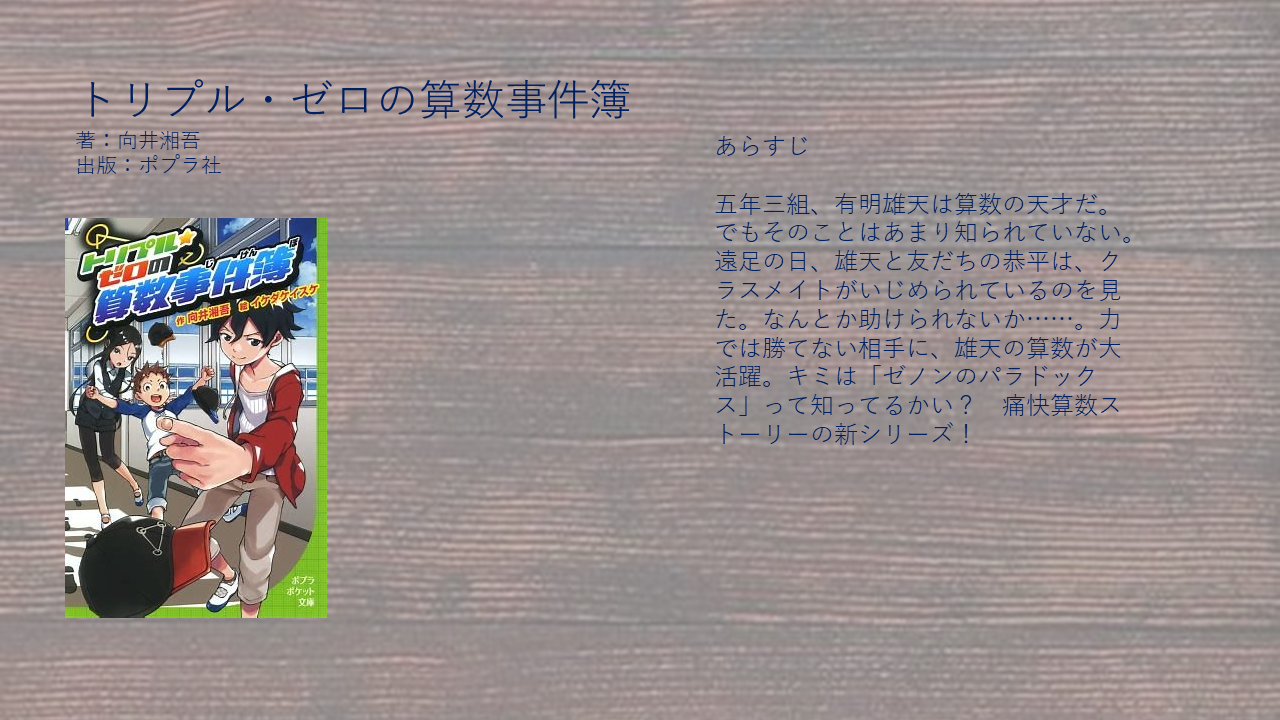 トリプル・ゼロの算数事件簿
著：向井湘吾
出版：ポプラ社
トリプル★
ゼロの
じけんぼ
算数事件簿
作 向井湘吾 絵 イケダケイスケ
ポプラ
ポケット
文庫
あらすじ
五年三組、有明雄天は算数の天才だ。
でもそのことはあまり知られていない。
遠足の日、雄天と友だちの恭平は、ク
ラスメイトがいじめられているのを見
た。なんとか助けられないか……。力
では勝てない相手に、雄天の算数が大
活躍。キミは「ゼノンのパラドック
ス」って知ってるかい？　痛快算数ス
トーリーの新シリーズ！